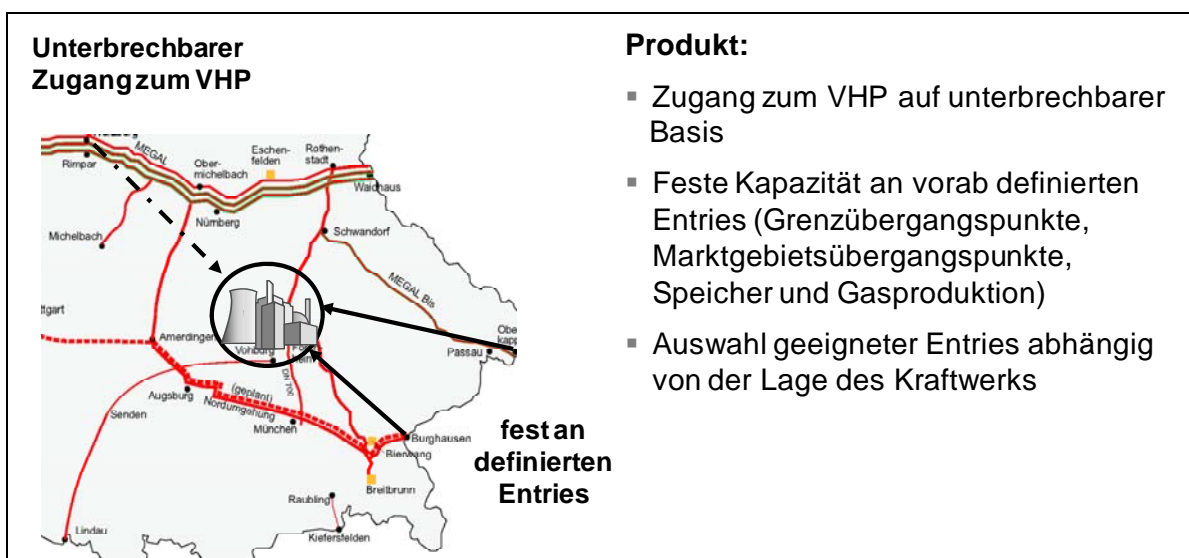 Unterbrechbarer
Zugang zum VHP
MEGAL
Rimpar
Ober-
michelbach
Eschen-
felden
Rothen-
stadt
Waidhaus
Nürnberg
Michelbach
Schwandorf
MEGAL Bis
ttgart
Amerdingen
Vohburg
Passau
DN 700
Augsburg
(geplant)
Nordumgehung
Senden
München
Burghausen
Bierwang
Breitbrunn
Raubling
Kiefersfelden
Lindau
fest an
definierten
Entries
Produkt:
▪ Zugang zum VHP auf unterbrechbarer
Basis
▪ Feste Kapazität an vorab definierten
Entries (Grenzübergangspunkte,
Marktgebietsübergangspunkte,
Speicher und Gasproduktion)
▪ Auswahl geeigneter Entries abhängig
von der Lage des Kraftwerks